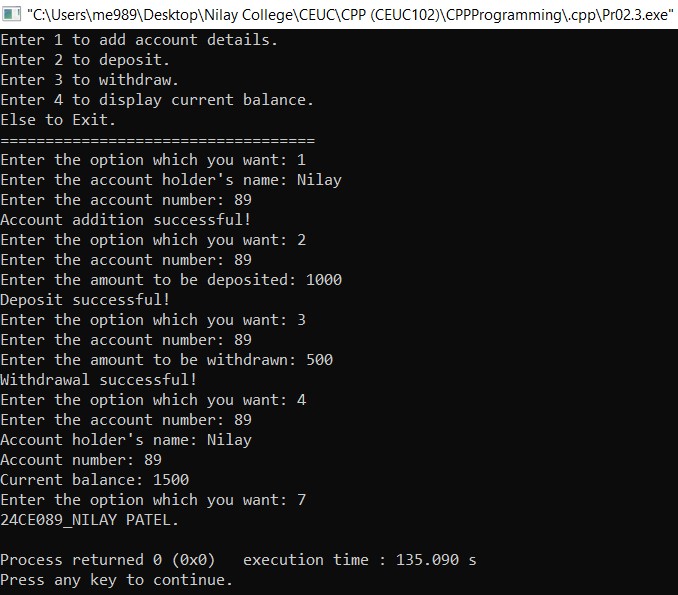 "C:\Users\me989\Desktop\Nilay College\CEUC\CPP (CEUC102)\CPPProgramming\.cpp\Pr02.3.exe"
Enter 1 to add account details.
Enter 2 to deposit.
Enter 3 to withdraw.
Enter 4 to display current balance.
Else to Exit.
===================================
Enter the option which you want: 1
Enter the account holder's name: Nilay
Enter the account number: 89
Account addition successful!
Enter the option which you want: 2
Enter the account number: 89
Enter the amount to be deposited: 1000
Deposit successful!
Enter the option which you want: 3
Enter the account number: 89
Enter the amount to be withdrawn: 500
Withdrawal successful!
Enter the option which you want: 4
Enter the account number: 89
Account holder's name: Nilay
Account number: 89
Current balance: 1500
Enter the option which you want: 7
24CE089_NILAY PATEL.
Process returned 0 (0x0)   execution time : 135.090 s
Press any key to continue.